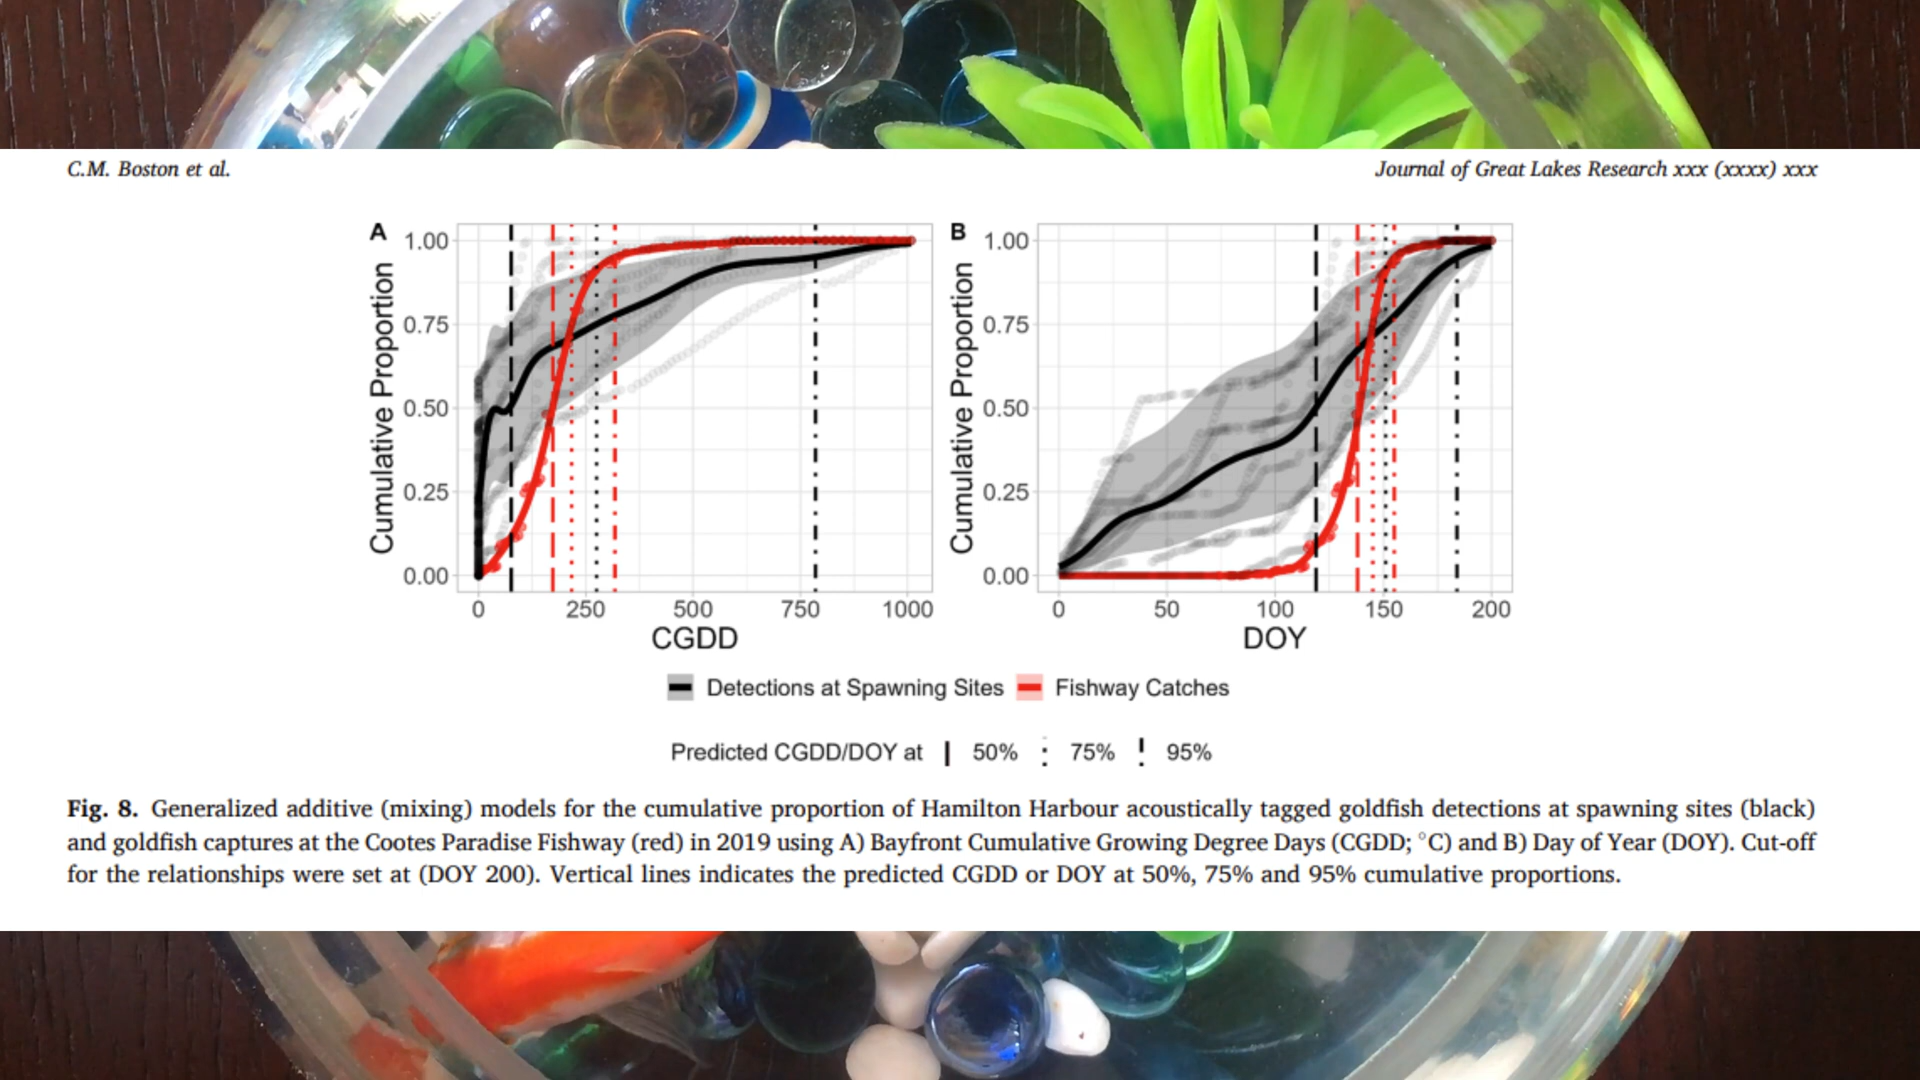 C.M. Boston et al.
Journal of Great Lakes Research xxx (xxxx) xxx
A
1.00
0.75
0.50
0.25
0.00
Cumulative Proportion
0 250 500 750 1000
CGDD
B
1.00
0.75
0.50
0.25
0.00
Cumulative Proportion
0 50 100 150 200
DOY
Detections at Spawning Sites Fishway Catches
Predicted CGDD/DOY at 50% 75% 95%
Fig. 8. Generalized additive (mixing) models for the cumulative proportion of Hamilton Harbour acoustically tagged goldfish detections at spawning sites (black)
and goldfish captures at the Cootes Paradise Fishway (red) in 2019 using A) Bayfront Cumulative Growing Degree Days (CGDD; °C) and B) Day of Year (DOY). Cut-off
for the relationships were set at (DOY 200). Vertical lines indicates the predicted CGDD or DOY at 50%, 75% and 95% cumulative proportions.